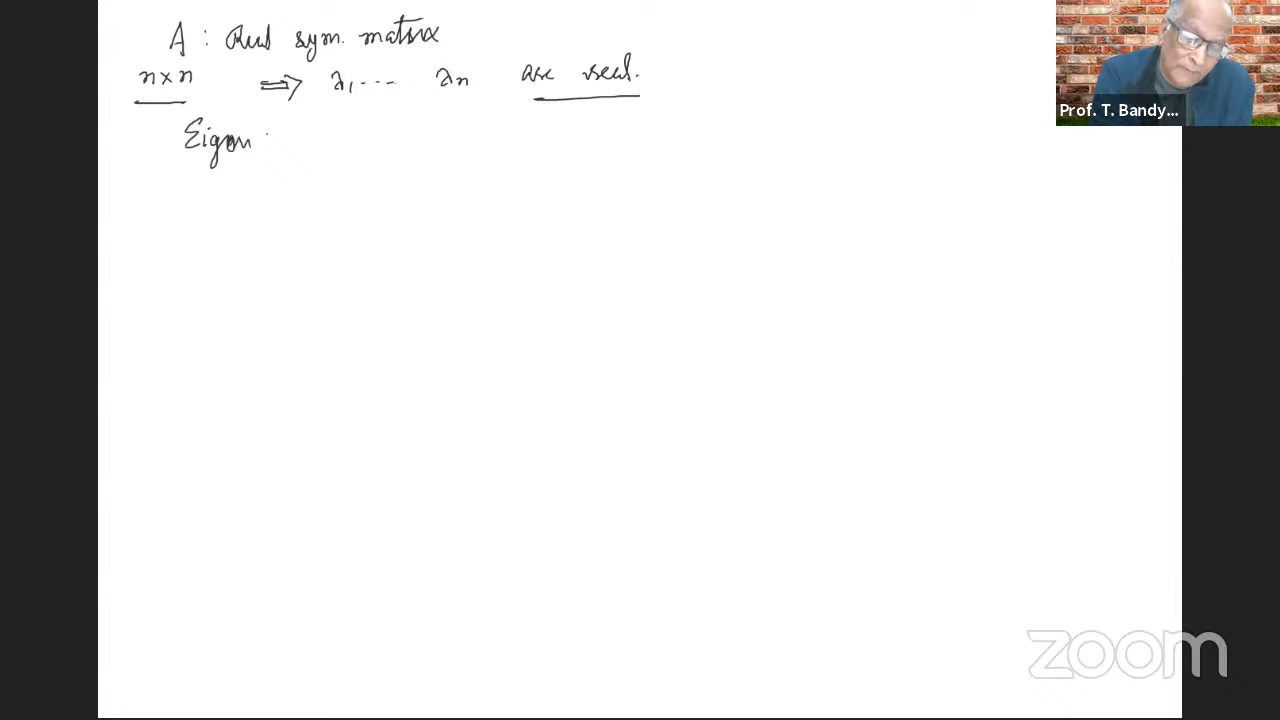 A : Real sym. matrix
n × n ⇒ λ₁ ... λn are real.
Eigen
Prof. T. Bandy...
zoom